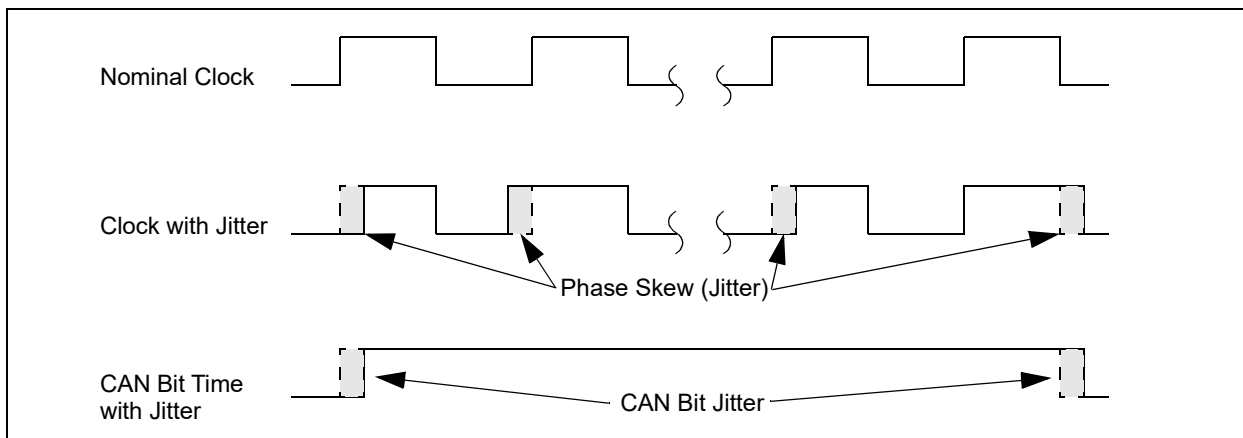 Nominal Clock
Clock with Jitter
Phase Skew (Jitter)
CAN Bit Time
with Jitter
CAN Bit Jitter